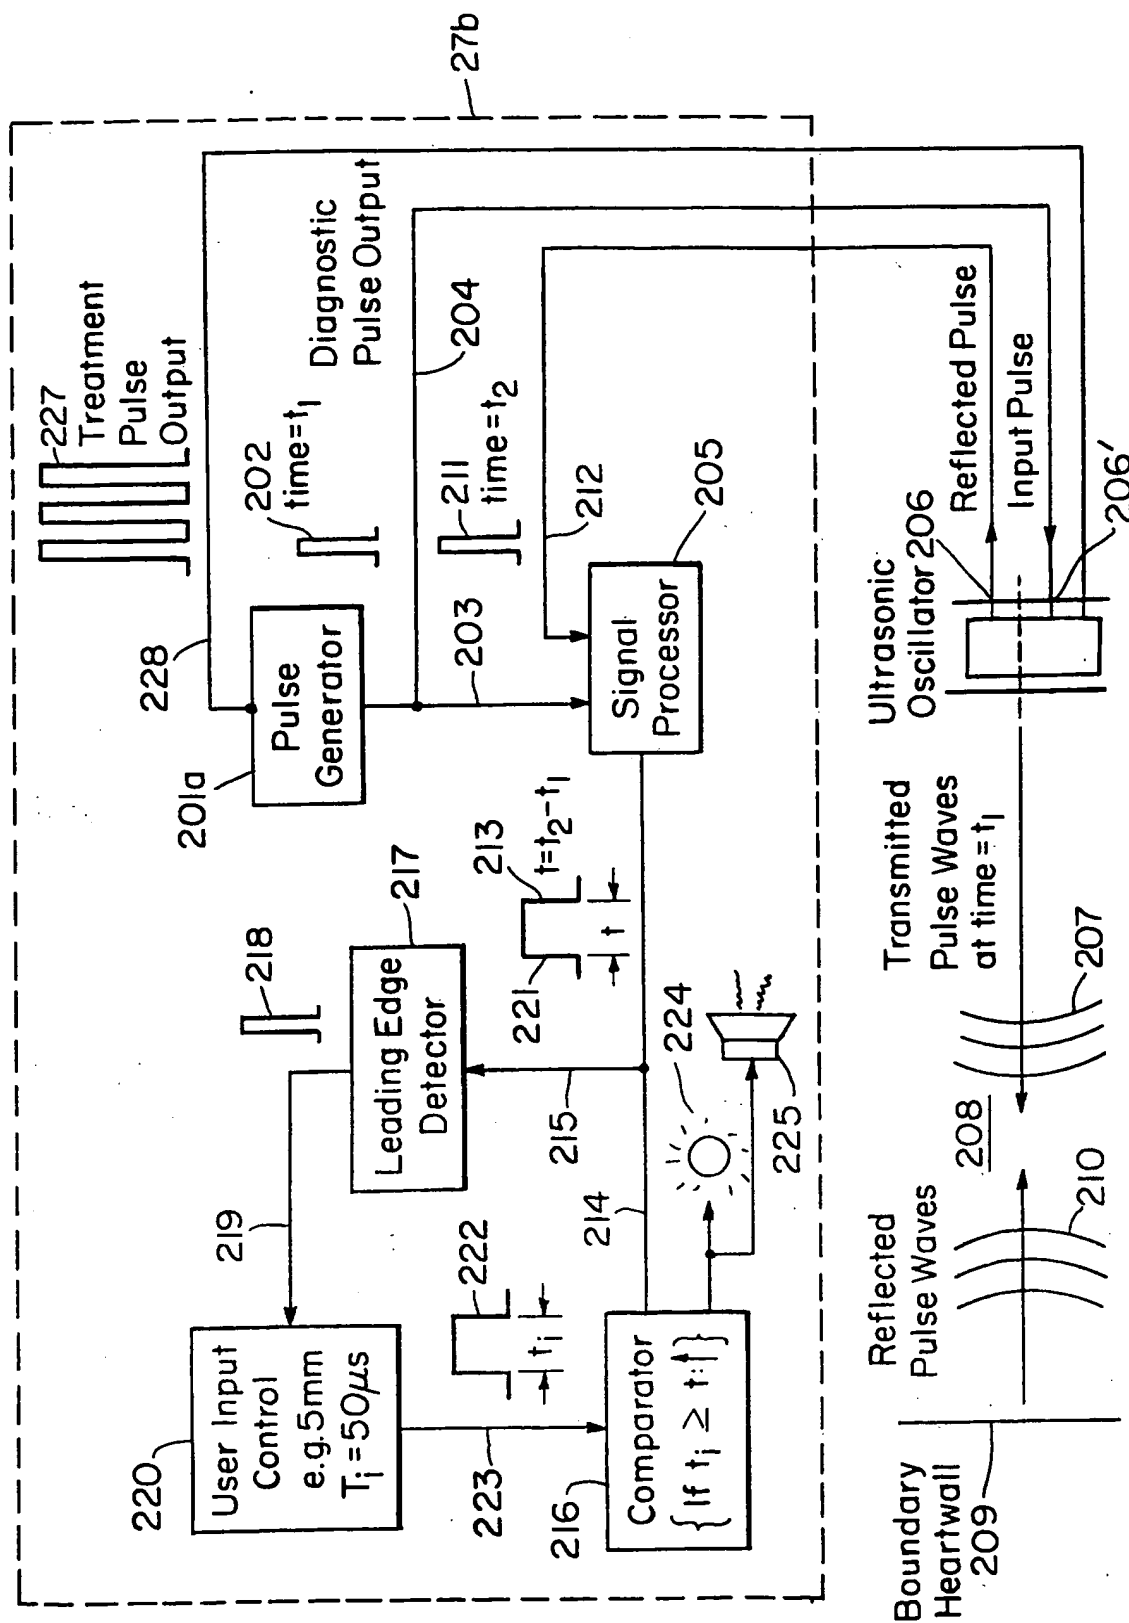 27b
227
Treatment
Pulse
Output
228
201a
Pulse
Generator
202
time=t1
Diagnostic
Pulse Output
204
203
211
time=t2
212
205
Signal
Processor
213
t=t2-t1
t
221
217
218
Leading Edge
Detector
215
214
219
220
User Input
Control
e.g.5mm
Ti=50μs
222
ti
223
216
Comparator
{If ti ≥ t:↑}
224
225
Ultrasonic
Oscillator 206
Reflected Pulse
Input Pulse
206'
Transmitted
Pulse Waves
at time=t1
207
208
Reflected
Pulse Waves
210
Boundary
Heartwall
209